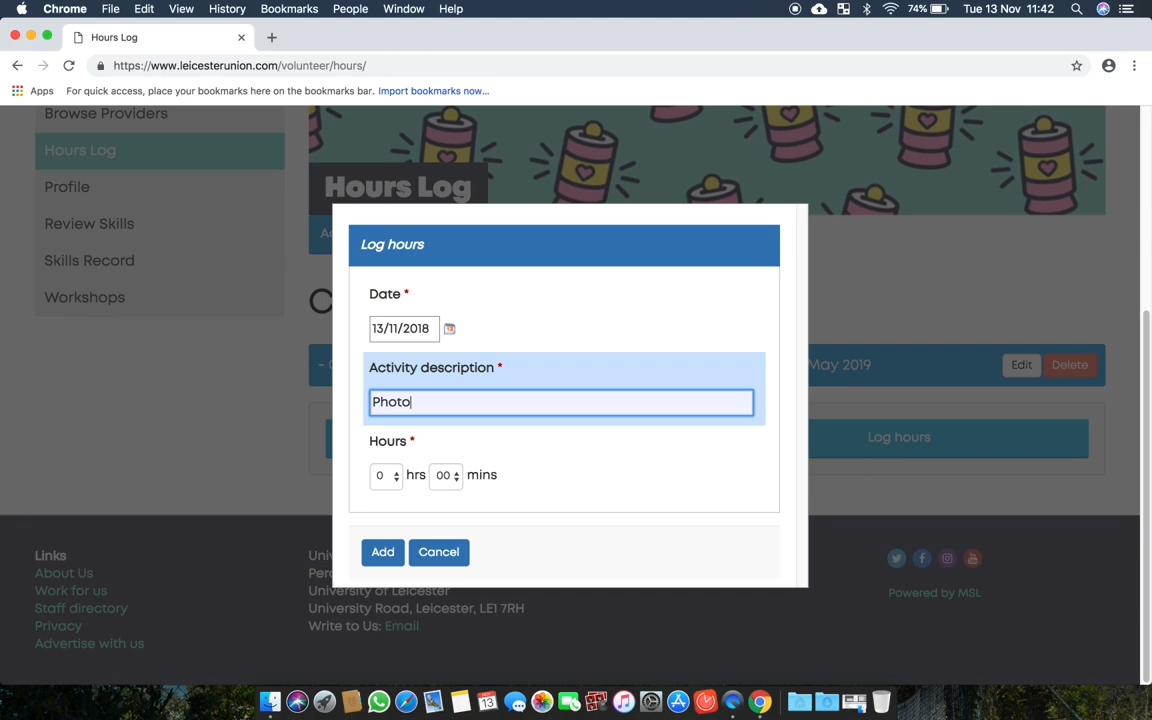 Chrome File Edit View History Bookmarks People Window Help 74% Tue 13 Nov 11:42
Hours Log
https://www.leicesterunion.com/volunteer/hours/
Apps For quick access, place your bookmarks here on the bookmarks bar. Import bookmarks now...
Browse Providers
Hours Log
Profile
Review Skills
Skills Record
Workshops
Hours Log
Log hours
Date *
13/11/2018
Activity description *
Photo
Hours *
0 hrs 00 mins
Add Cancel
May 2019 Edit Delete
Log hours
Links
About Us
Work for us
Staff directory
Privacy
Advertise with us
University of Leicester
University Road, Leicester, LE1 7RH
Write to Us: Email
Powered by MSL
13